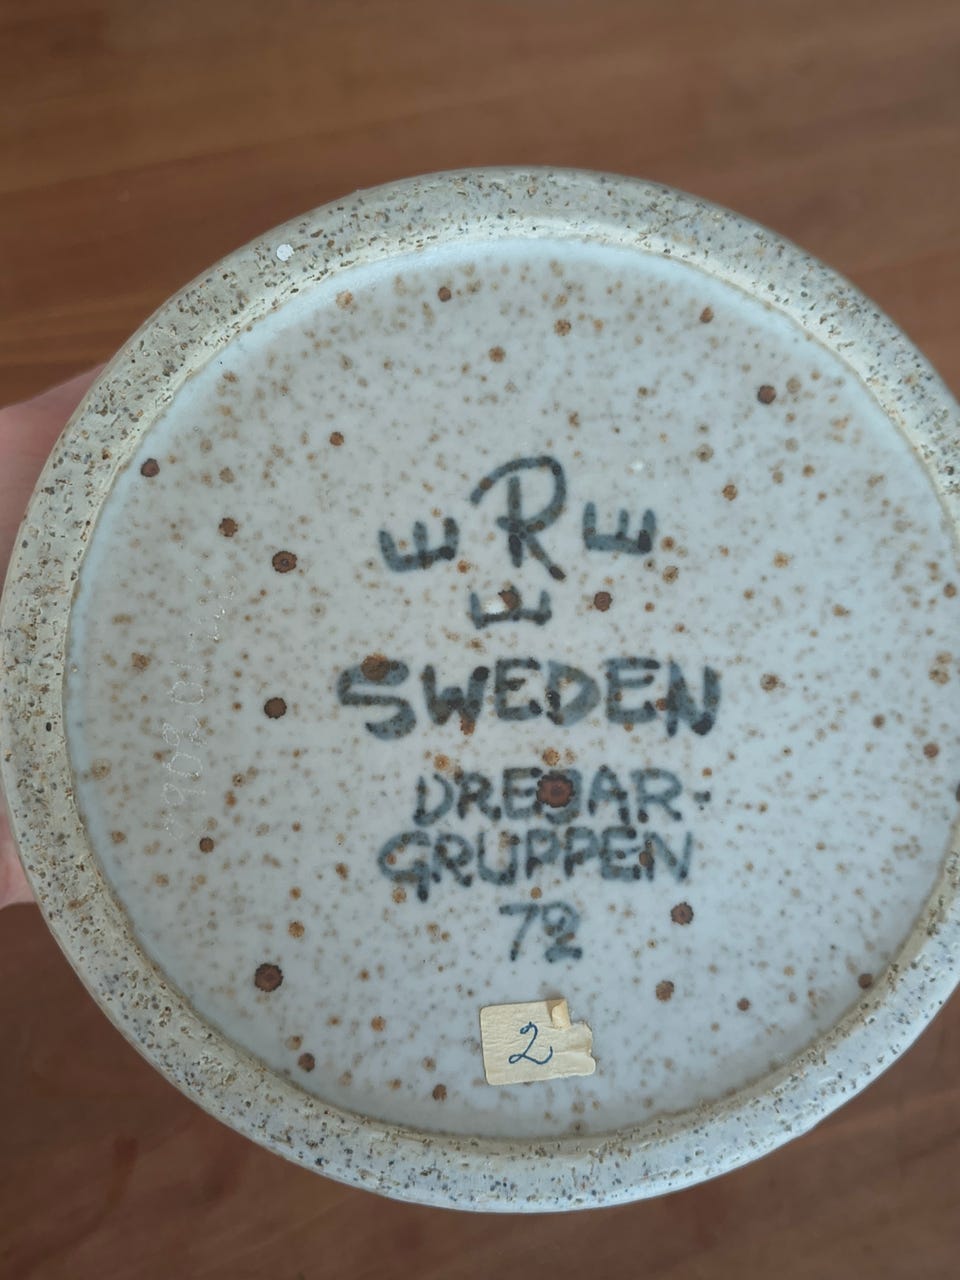 R
SWEDEN
DREJAR-
GRUPPEN
72
2